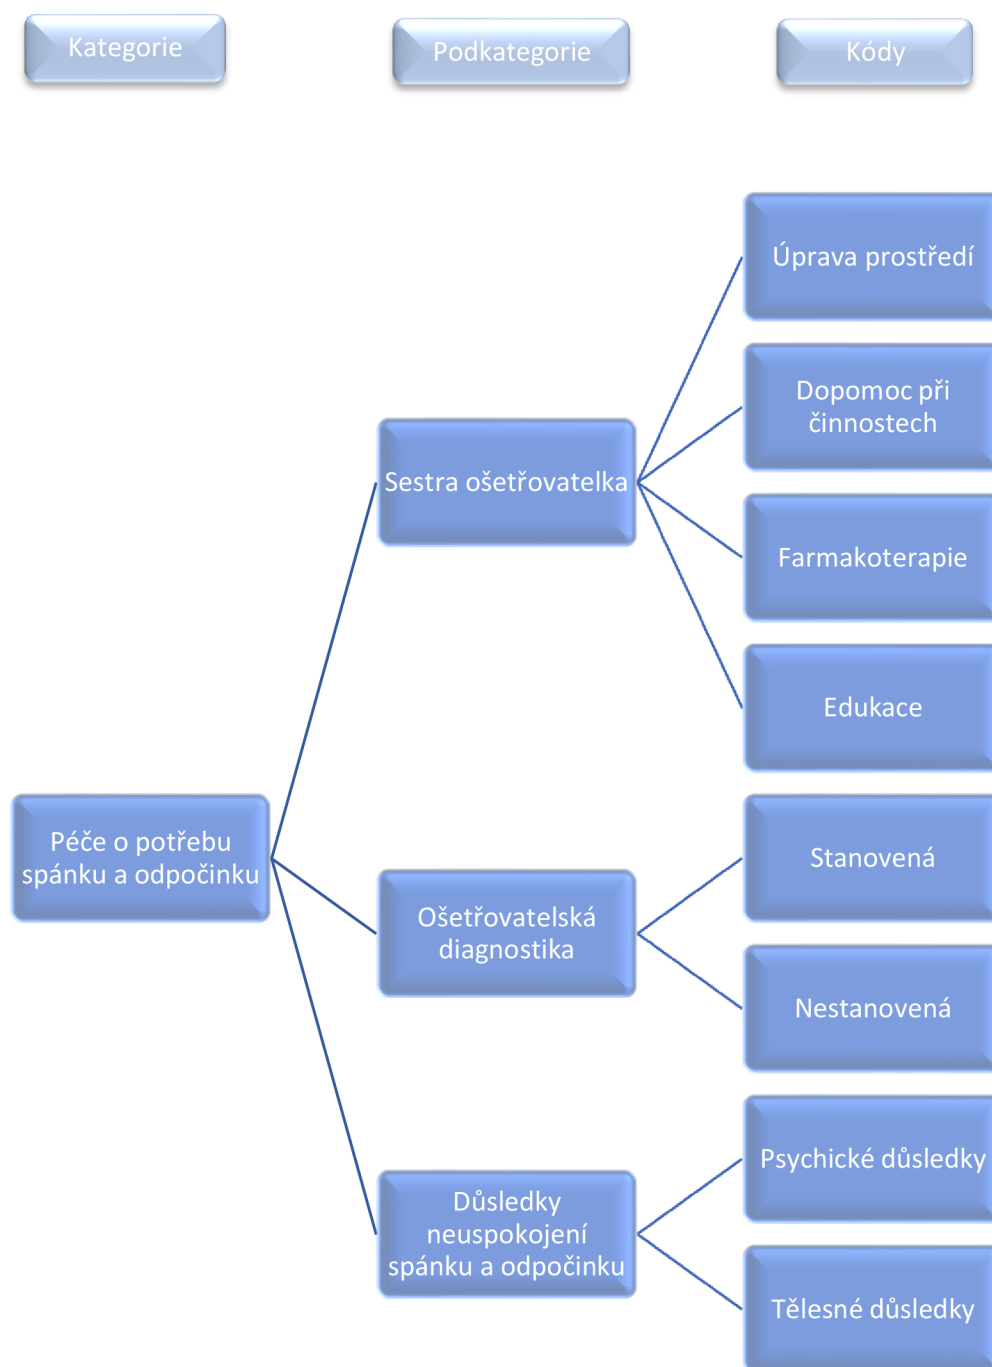 Kategorie
Podkategorie
Kódy
Úprava prostředí
Dopomoc při
činnostech
Sestra ošetřovatelka
Farmakoterapie
Edukace
Péče o potřebu
spánku a odpočinku
Stanovená
Ošetřovatelská
diagnostika
Nestanovená
Psychické důsledky
Důsledky
neuspokojení
spánku a odpočinku
Tělesné důsledky